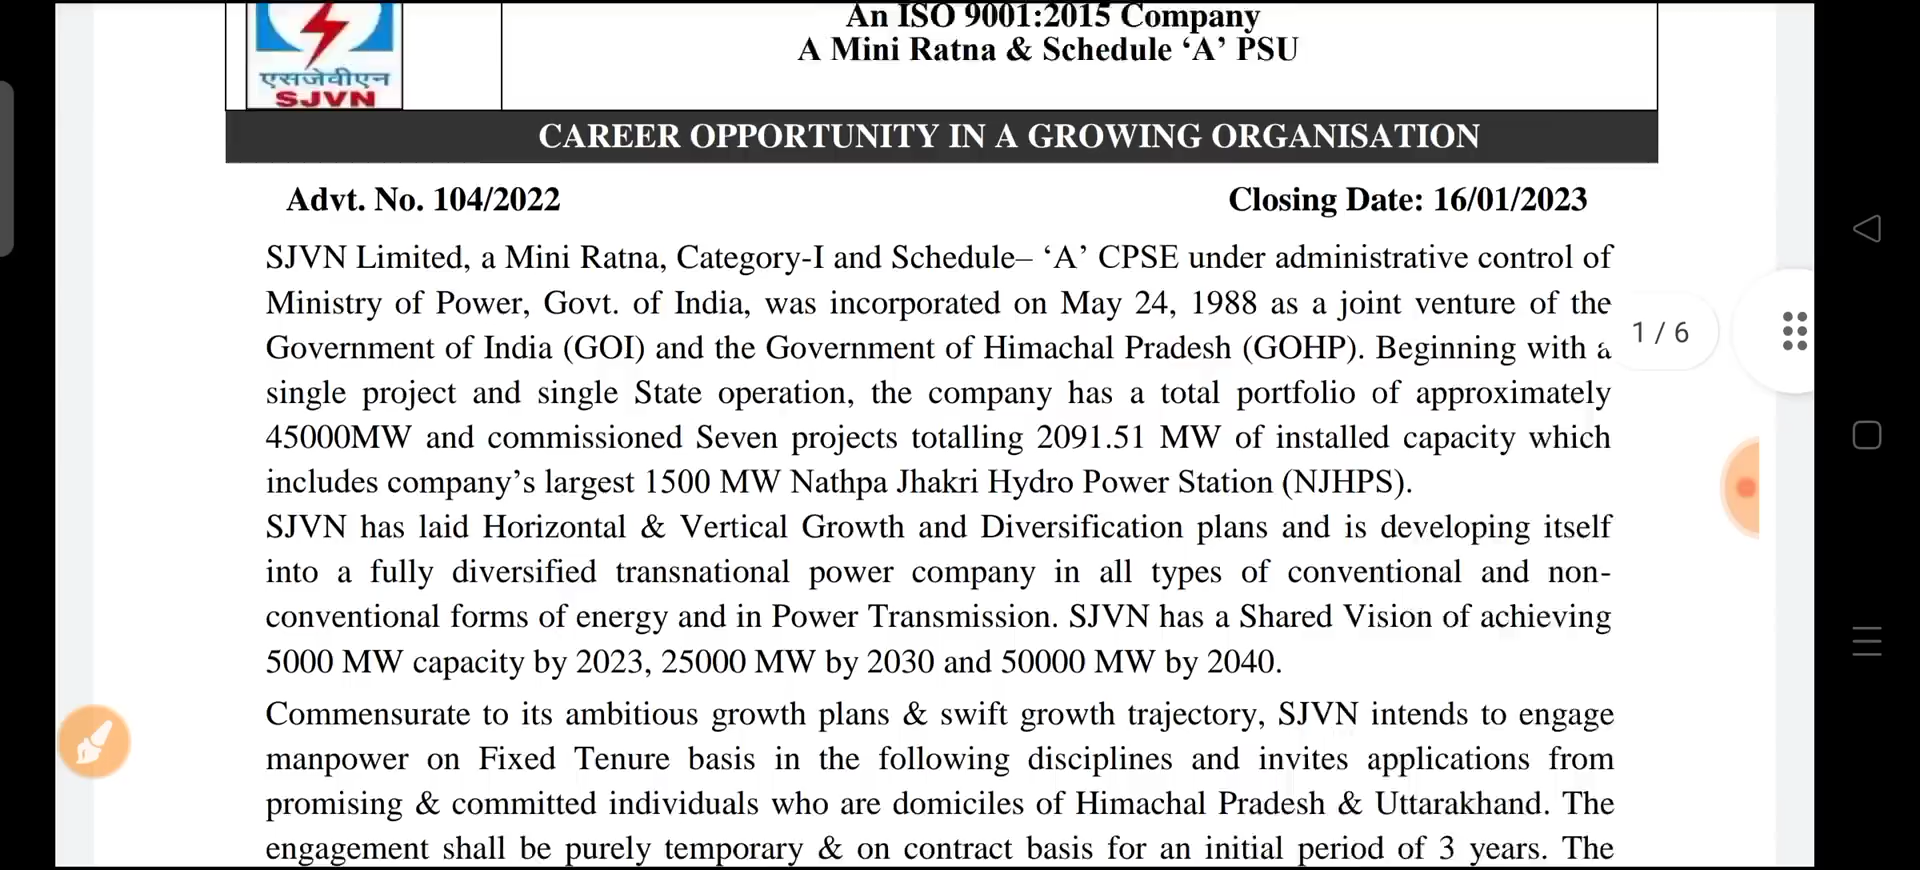 An ISO 9001:2015 Company
A Mini Ratna & Schedule ‘A’ PSU
एसजेवीएन
SJVN
CAREER OPPORTUNITY IN A GROWING ORGANISATION
Advt. No. 104/2022 Closing Date: 16/01/2023
SJVN Limited, a Mini Ratna, Category-I and Schedule– ‘A’ CPSE under administrative control of
Ministry of Power, Govt. of India, was incorporated on May 24, 1988 as a joint venture of the
Government of India (GOI) and the Government of Himachal Pradesh (GOHP). Beginning with a
single project and single State operation, the company has a total portfolio of approximately
45000MW and commissioned Seven projects totalling 2091.51 MW of installed capacity which
includes company’s largest 1500 MW Nathpa Jhakri Hydro Power Station (NJHPS).
SJVN has laid Horizontal & Vertical Growth and Diversification plans and is developing itself
into a fully diversified transnational power company in all types of conventional and non-
conventional forms of energy and in Power Transmission. SJVN has a Shared Vision of achieving
5000 MW capacity by 2023, 25000 MW by 2030 and 50000 MW by 2040.
Commensurate to its ambitious growth plans & swift growth trajectory, SJVN intends to engage
manpower on Fixed Tenure basis in the following disciplines and invites applications from
promising & committed individuals who are domiciles of Himachal Pradesh & Uttarakhand. The
engagement shall be purely temporary & on contract basis for an initial period of 3 years. The
1 / 6